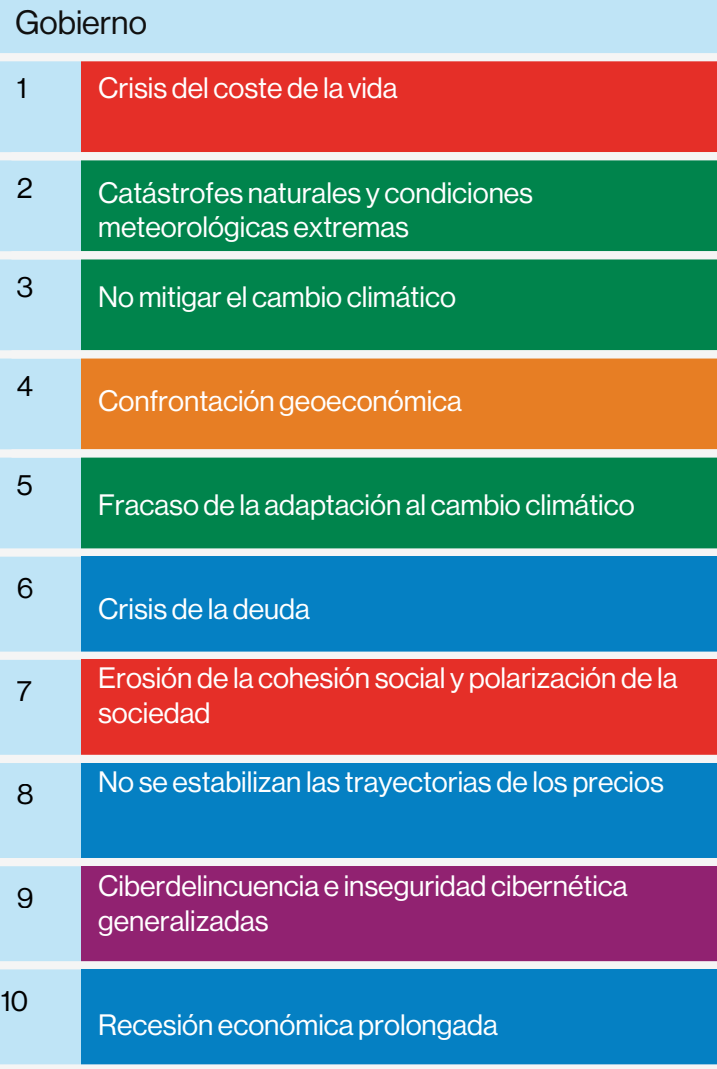 Gobierno
1
Crisis del coste de la vida
2
Catástrofes naturales y condiciones
meteorológicas extremas
3
No mitigar el cambio climático
4
Confrontación geoeconómica
5
Fracaso de la adaptación al cambio climático
6
Crisis de la deuda
7
Erosión de la cohesión social y polarización de la
sociedad
8
No se estabilizan las trayectorias de los precios
9
Ciberdelincuencia e inseguridad cibernética
generalizadas
10
Recesión económica prolongada